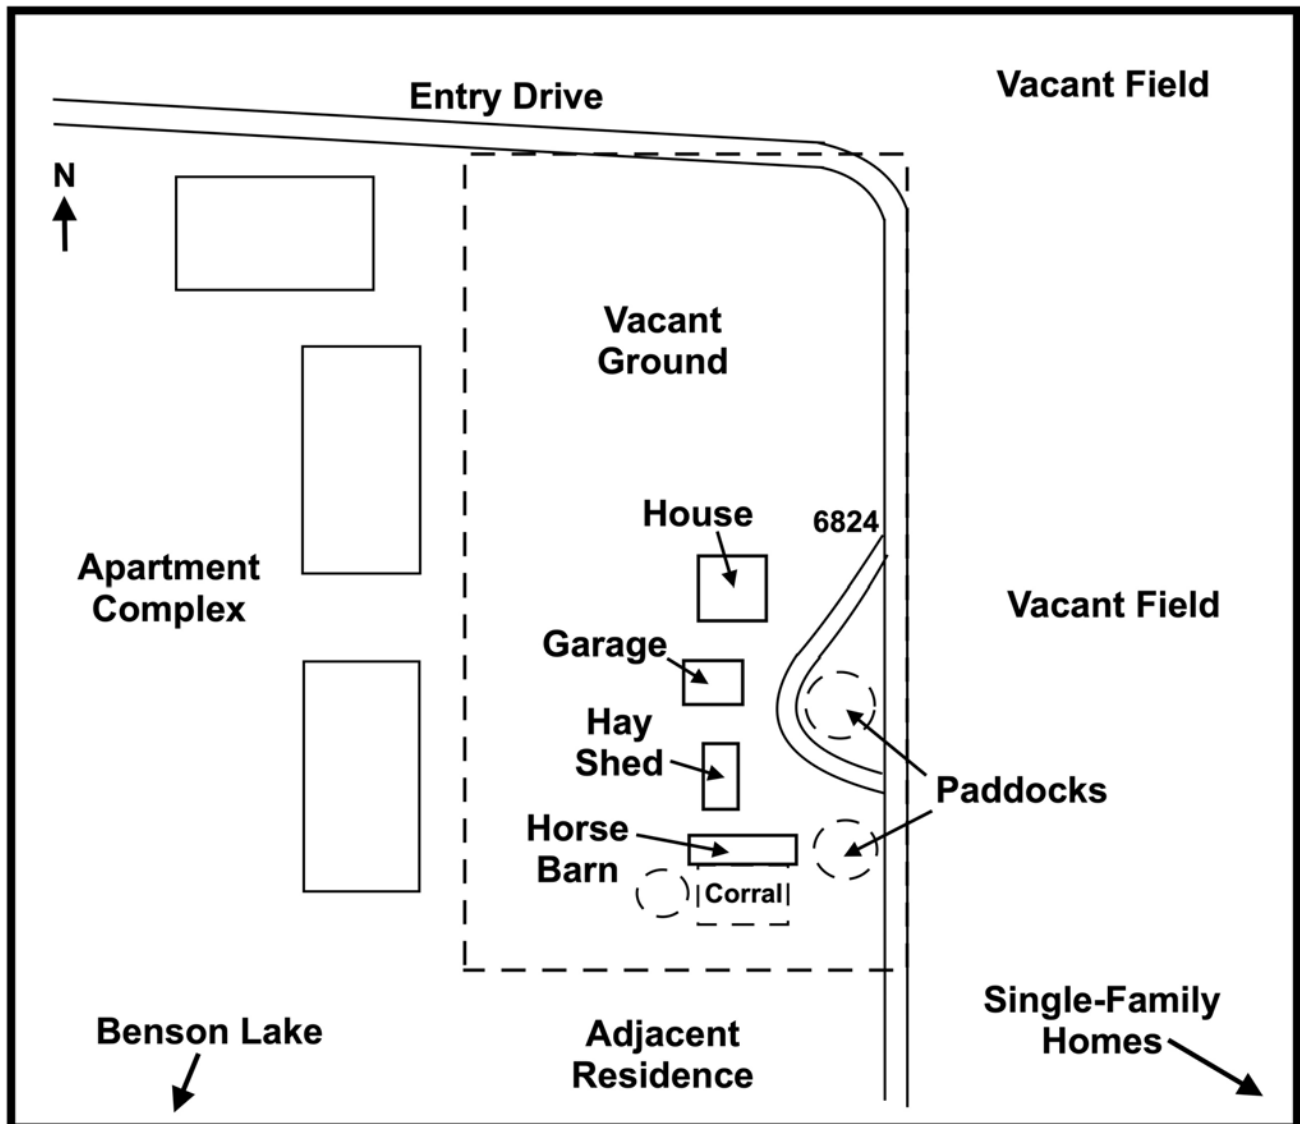 Entry Drive
Vacant Field
N
Vacant
Ground
House
6824
Apartment
Complex
Vacant Field
Garage
Hay
Shed
Paddocks
Horse
Barn
Corral
Single-Family
Homes
Benson Lake
Adjacent
Residence